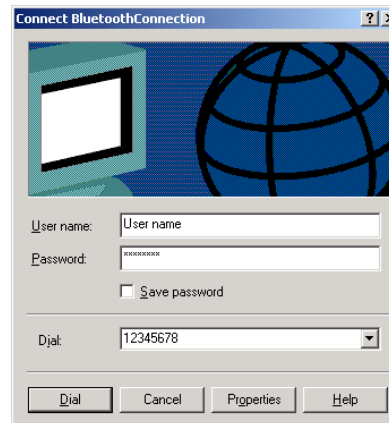 Connect BluetoothConnection
User name: User name
Password: ××××××××
Save password
Dial: 12345678
Dial Cancel Properties Help